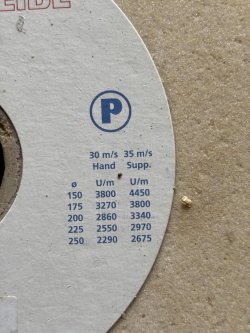 EIDE
P
30 m/s 35 m/s
Hand Supp.
ø U/m U/m
150 3800 4450
175 3270 3800
200 2860 3340
225 2550 2970
250 2290 2675